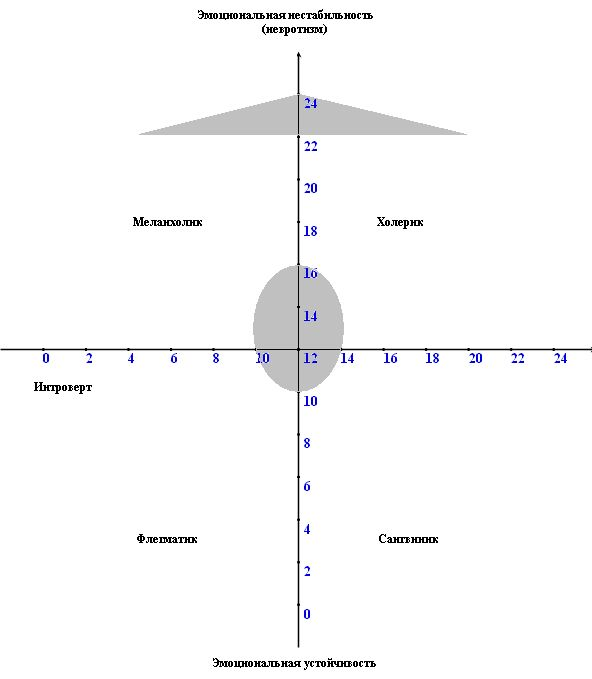 Эмоциональная нестабильность
(невротизм)
24
22
20
Меланхолик
Холерик
18
16
14
0 2 4 6 8 10 12 14 16 18 20 22 24
Интроверт
10
8
6
Флегматик
Сангвиник
4
2
0
Эмоциональная устойчивость